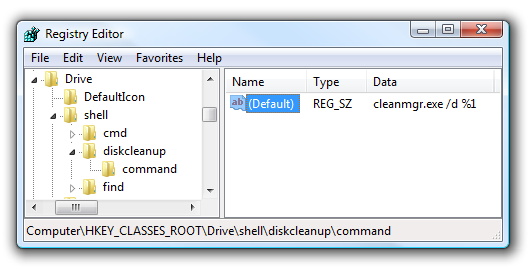 Registry Editor
File Edit View Favorites Help
Drive
DefaultIcon
shell
cmd
diskcleanup
command
find
Name Type Data
ab (Default) REG_SZ cleanmgr.exe /d %1
Computer\HKEY_CLASSES_ROOT\Drive\shell\diskcleanup\command